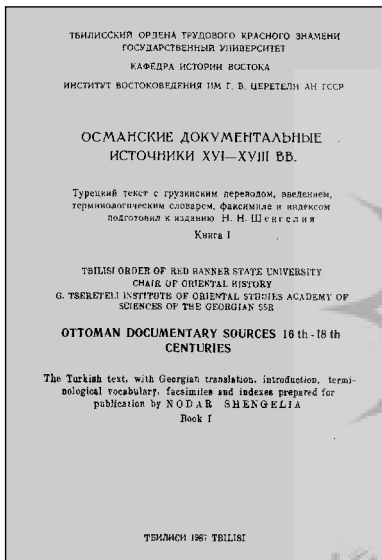 ТБИЛИССКИЙ ОРДЕНА ТРУДОВОГО КРАСНОГО ЗНАМЕНИ
ГОСУДАРСТВЕННЫЙ УНИВЕРСИТЕТ
КАФЕДРА ИСТОРИИ ВОСТОКА
ИНСТИТУТ ВОСТОКОВЕДЕНИЯ ИМ Г. В. ЦЕРЕТЕЛИ АН ГССР
ОСМАНСКИЕ ДОКУМЕНТАЛЬНЫЕ
ИСТОЧНИКИ XVI—XVIII ВВ.
Турецкий текст с грузинским переводом, введением,
терминологическим словарем, факсимиле и индексом
подготовил к изданию Н. Н. Шенгелия
Книга I
TBILISI ORDER OF RED BANNER STATE UNIVERSITY
CHAIR OF ORIENTAL HISTORY
G. TSERETELI INSTITUTE OF ORIENTAL STUDIES ACADEMY OF
SCIENCES OF THE GEORGIAN SSR
OTTOMAN DOCUMENTARY SOURCES 16 th - 18 th
CENTURIES
The Turkish text, with Georgian translation, introduction, termi-
nological vocabulary, facsimiles and indexes prepared for
publication by NODAR SHENGELIA
Book I
ТБИЛИСИ 1987 TBILISI